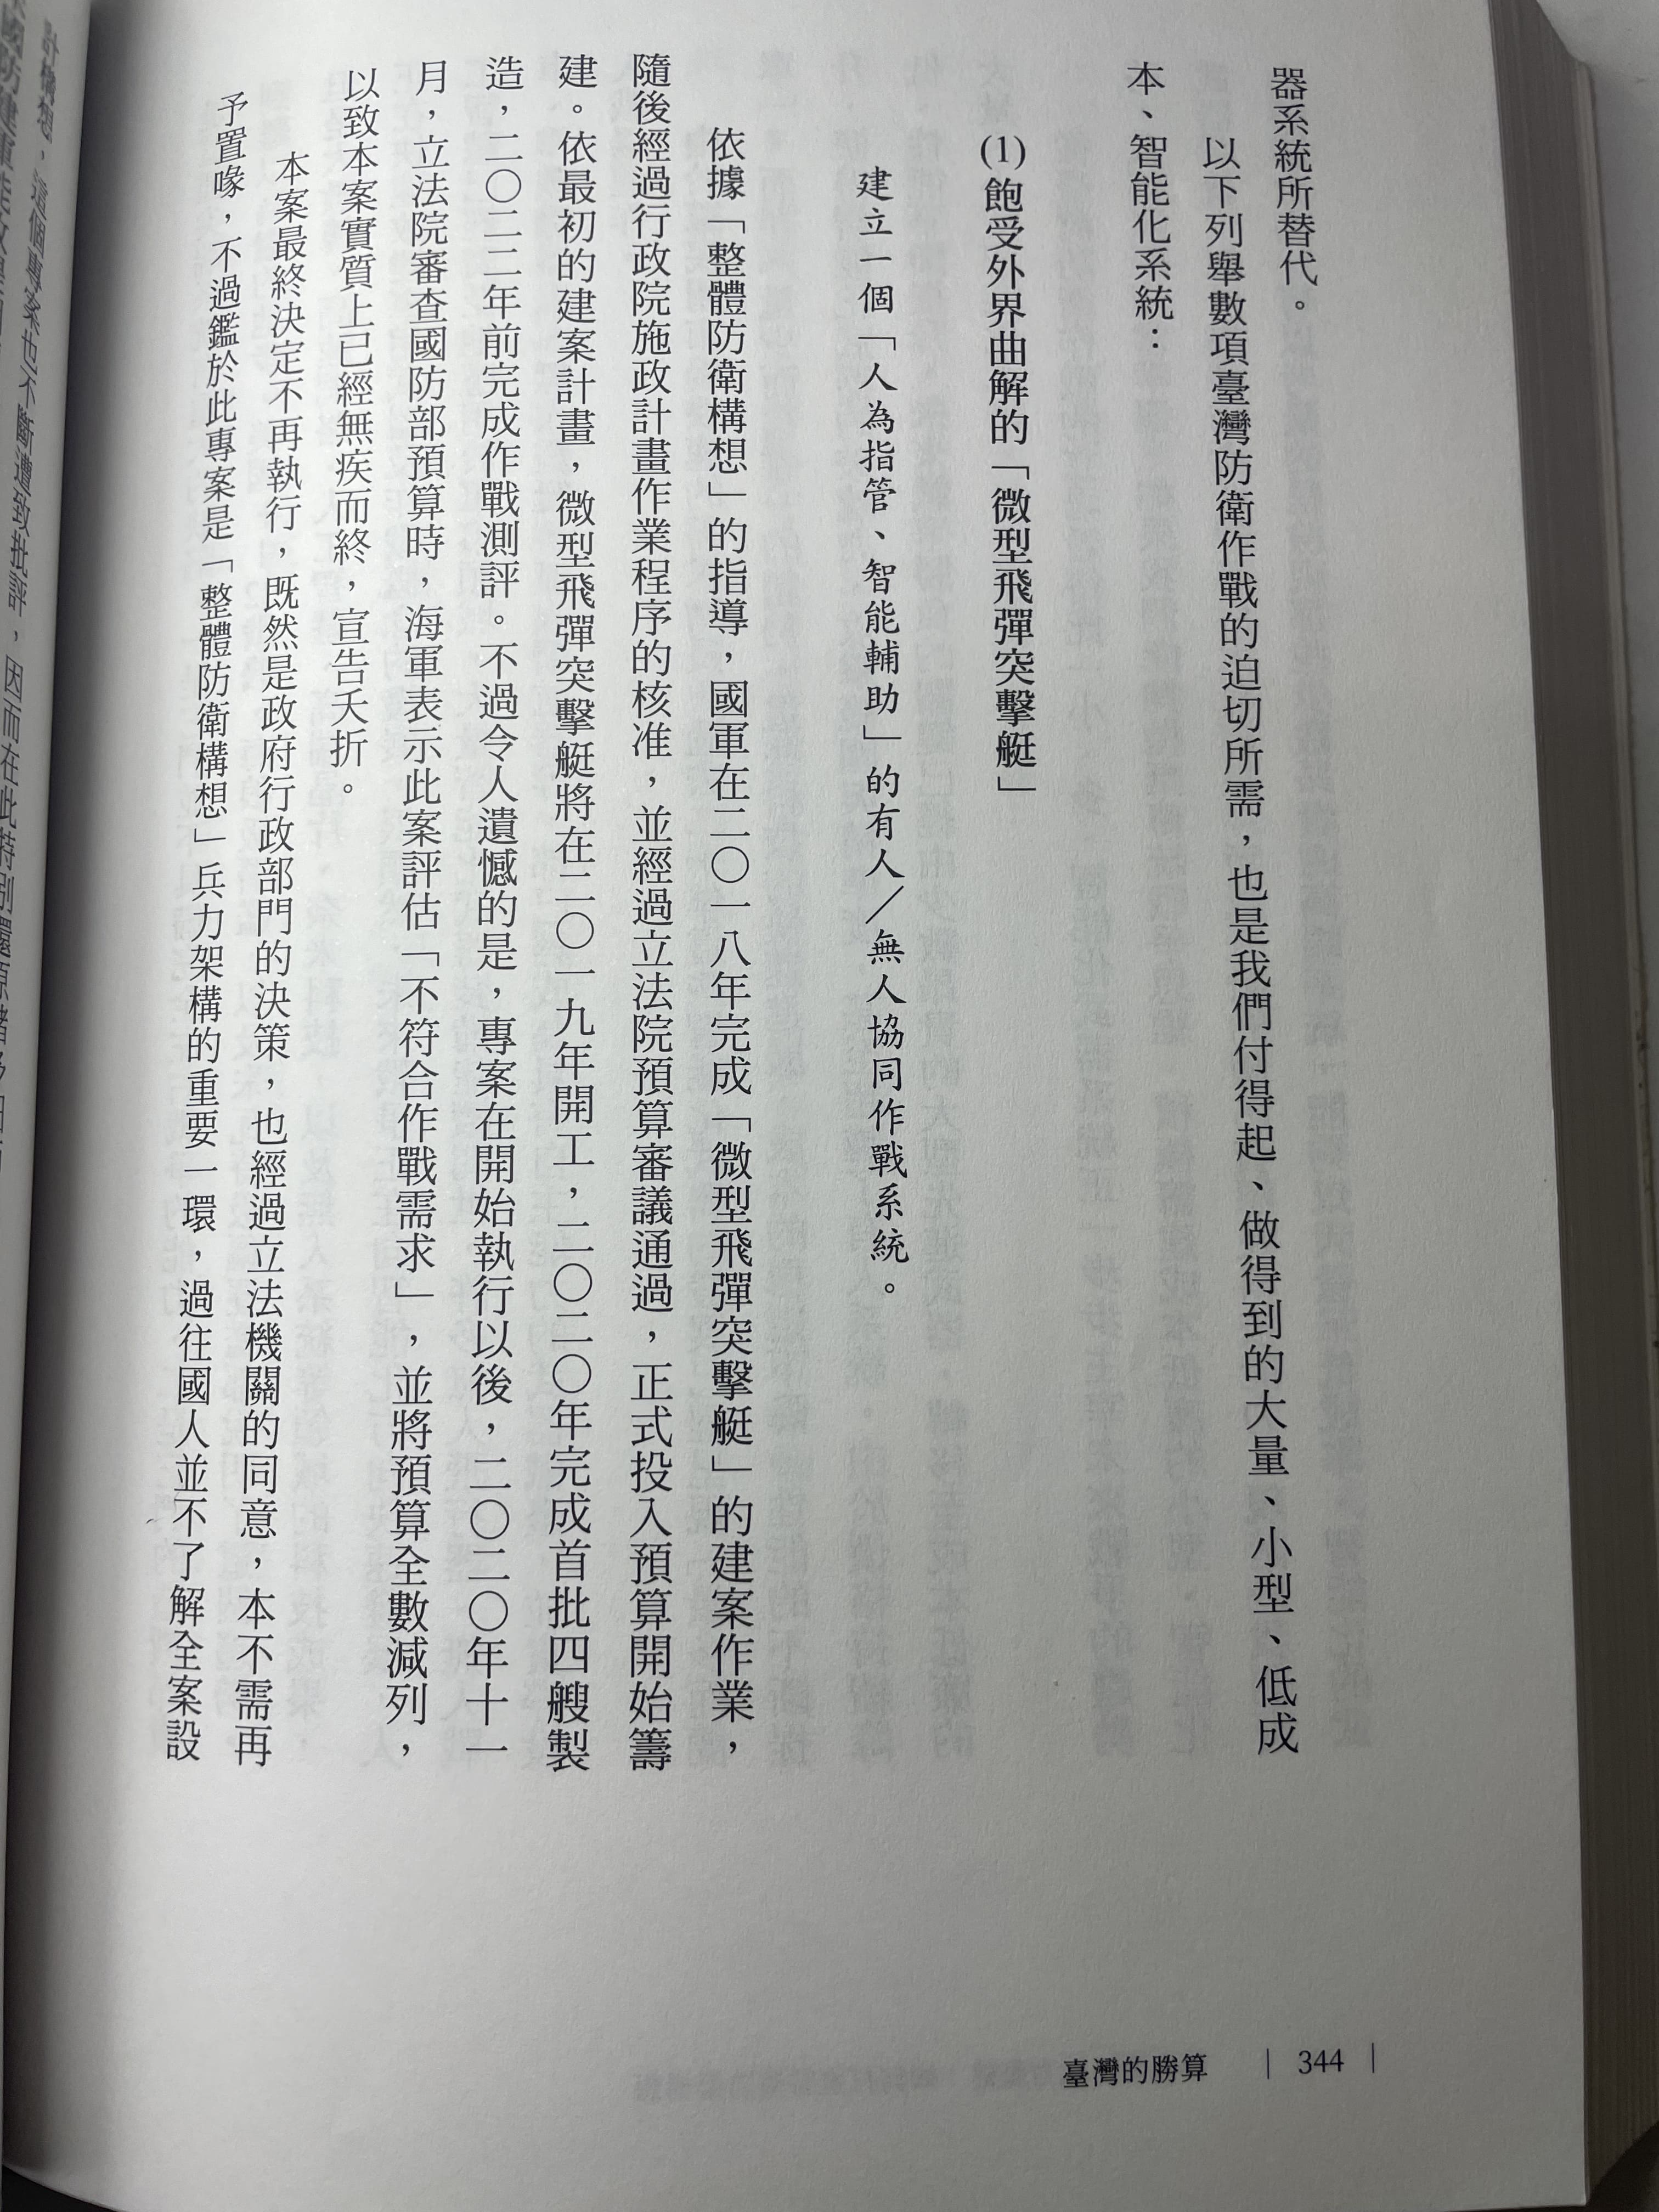 器系統所替代。
以下列舉數項臺灣防衛作戰的迫切所需，也是我們付得起、做得到的大量、小型、低成
本、智能化系統：
(1)飽受外界曲解的「微型飛彈突擊艇」
建立一個「人為指管、智能輔助」的有人／無人協同作戰系統。
依據「整體防衛構想」的指導，國軍在二〇一八年完成「微型飛彈突擊艇」的建案作業，
隨後經過行政院施政計畫作業程序的核准，並經過立法院預算審議通過，正式投入預算開始籌
建。依最初的建案計畫，微型飛彈突擊艇將在二〇一九年開工，二〇二〇年完成首批四艘製
造，二〇二二年前完成作戰測評。不過令人遺憾的是，專案在開始執行以後，二〇二〇年十一
月，立法院審查國防部預算時，海軍表示此案評估「不符合作戰需求」，並將預算全數減列，
以致本案實質上已經無疾而終，宣告夭折。
本案最終決定不再執行，既然是政府行政部門的決策，也經過立法機關的同意，本不需再
予置喙，不過鑑於此專案是「整體防衛構想」兵力架構的重要一環，過往國人並不了解全案設
計構想，這個專案也不斷遭致批評，因而在此特別還原
臺灣的勝算 | 344 |